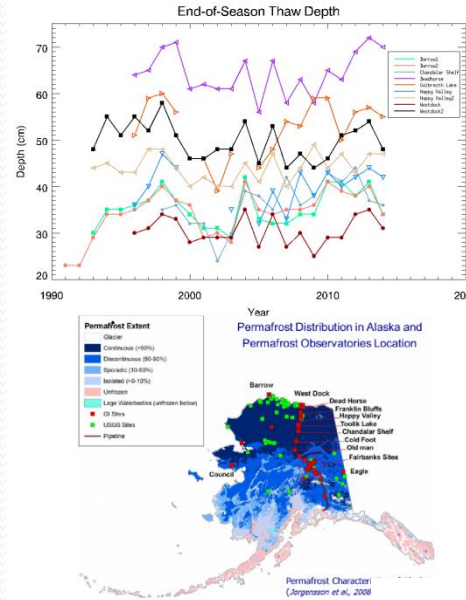 End-of-Season Thaw Depth
70
60
50
40
30
20
Depth (cm)
Barrow1
Barrow2
Chandalar Shelf
Deadhorse
Galbraith Lake
Happy Valley
Happy Valley2
Westdock
Westdock2
1990
2000
2010
20
Year
Permafrost Extent
Glacier
Continuous (>90%)
Discontinuous (50-90%)
Sporadic (10-50%)
Isolated (>0-10%)
Unfrozen
Lage Waterbodies (unfrozen below)
GI Sites
USGS Sites
Pipeline
Permafrost Distribution in Alaska and
Permafrost Observatories Location
Barrow
West Dock
Dead Horse
Franklin Bluffs
Happy Valley
Toolik Lake
Chandalar Shelf
Cold Foot
Old man
Fairbanks Sites
Eagle
Council
Permafrost Characteri
(Jorgensson et al., 2008